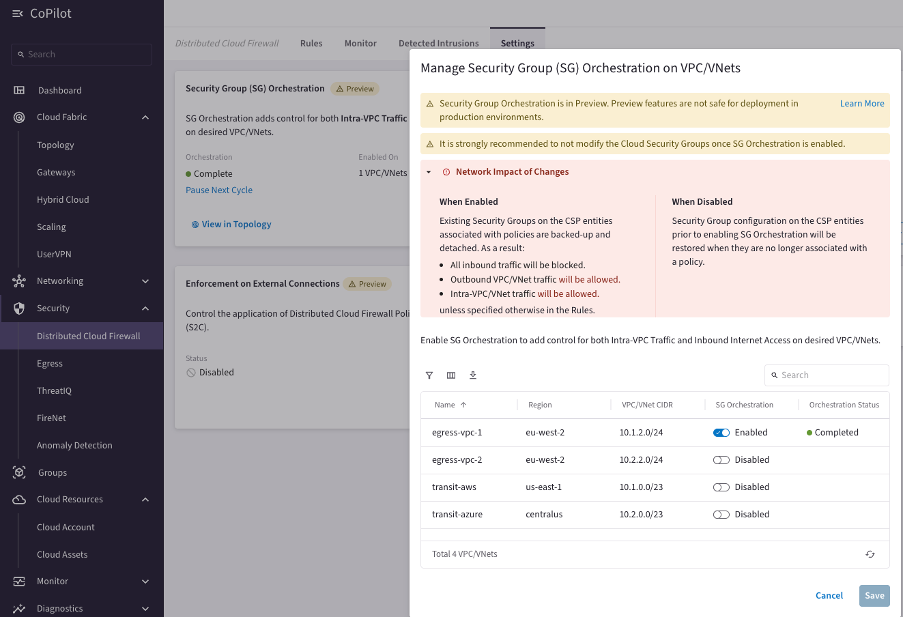 CoPilot
Search
Dashboard
Cloud Fabric
Topology
Gateways
Hybrid Cloud
Scaling
UserVPN
Networking
Security
Distributed Cloud Firewall
Egress
ThreatIQ
FireNet
Anomaly Detection
Groups
Cloud Resources
Cloud Account
Cloud Assets
Monitor
Diagnostics
Distributed Cloud Firewall Rules Monitor Detected Intrusions Settings
Security Group (SG) Orchestration Preview
SG Orchestration adds control for both Intra-VPC Traffic
on desired VPC/VNets.
Orchestration Enabled On
Complete 1 VPC/VNets
Pause Next Cycle
View in Topology
Enforcement on External Connections Preview
Control the application of Distributed Cloud Firewall Poli
(S2C).
Status
Disabled
Manage Security Group (SG) Orchestration on VPC/VNets
Security Group Orchestration is in Preview. Preview features are not safe for deployment in Learn More
production environments.
It is strongly recommended to not modify the Cloud Security Groups once SG Orchestration is enabled.
Network Impact of Changes
When Enabled
Existing Security Groups on the CSP entities
associated with policies are backed-up and
detached. As a result:
• All inbound traffic will be blocked.
• Outbound VPC/VNet traffic will be allowed.
• Intra-VPC/VNet traffic will be allowed.
unless specified otherwise in the Rules.
When Disabled
Security Group configuration on the CSP entities
prior to enabling SG Orchestration will be
restored when they are no longer associated with
a policy.
Enable SG Orchestration to add control for both Intra-VPC Traffic and Inbound Internet Access on desired VPC/VNets.
Search
Name Region VPC/VNet CIDR SG Orchestration Orchestration Status
egress-vpc-1 eu-west-2 10.1.2.0/24 Enabled Completed
egress-vpc-2 eu-west-2 10.2.2.0/24 Disabled
transit-aws us-east-1 10.1.0.0/23 Disabled
transit-azure centralus 10.2.0.0/23 Disabled
Total 4 VPC/VNets
Cancel Save